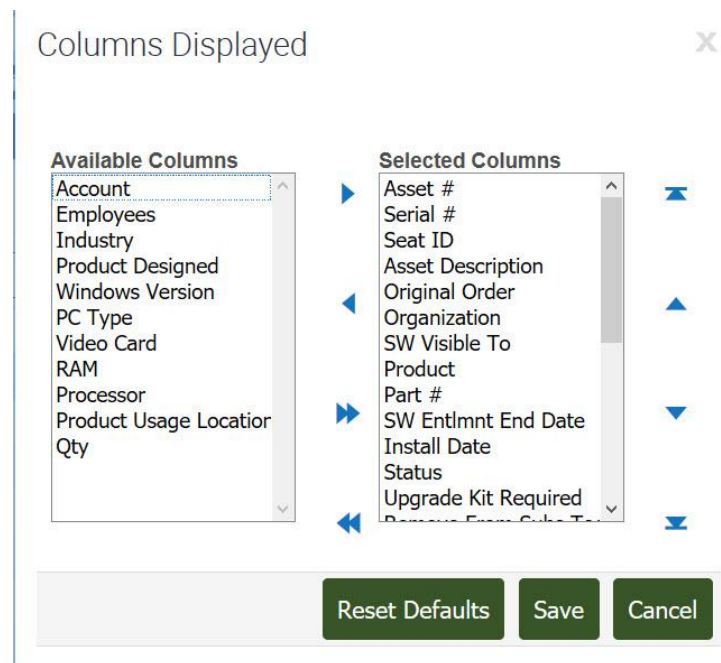 Columns Displayed
X
Available Columns
Account
Employees
Industry
Product Designed
Windows Version
PC Type
Video Card
RAM
Processor
Product Usage Location
Qty
Selected Columns
Asset #
Serial #
Seat ID
Asset Description
Original Order
Organization
SW Visible To
Product
Part #
SW Entlmnt End Date
Install Date
Status
Upgrade Kit Required
Reset Defaults
Save
Cancel